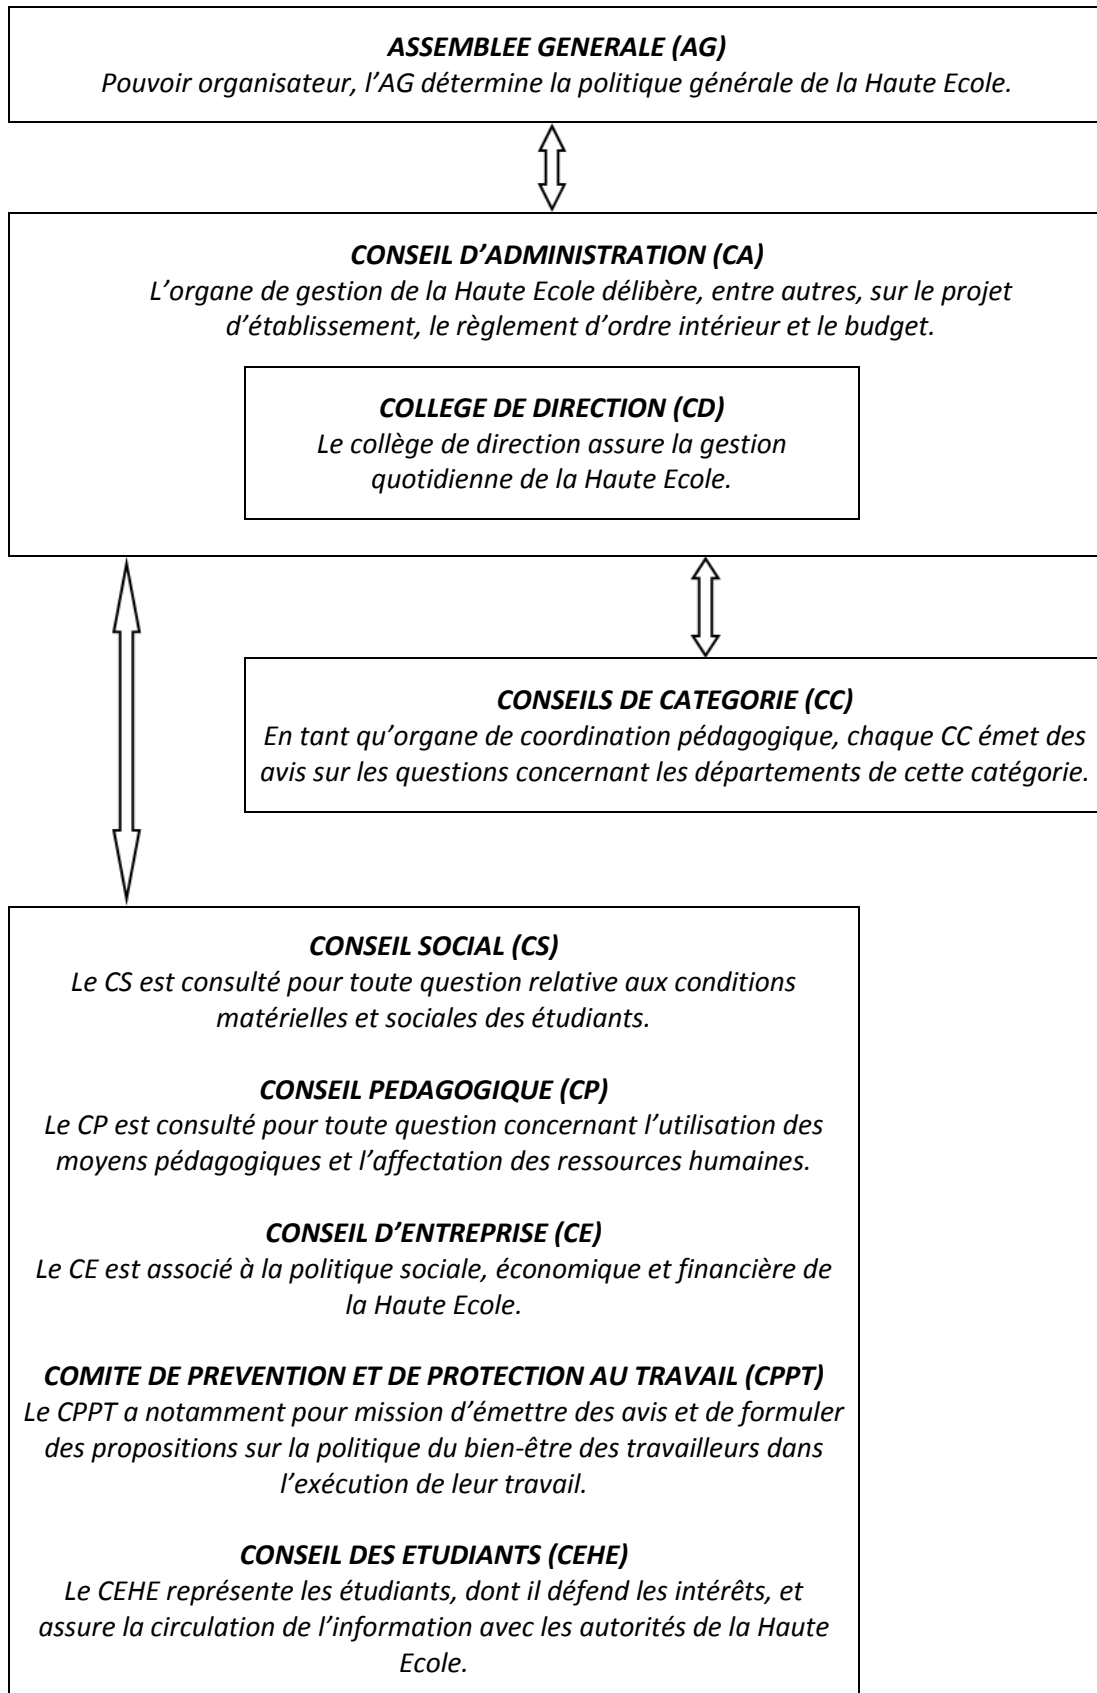 ASSEMBLEE GENERALE (AG)
Pouvoir organisateur, l’AG détermine la politique générale de la Haute Ecole.
CONSEIL D’ADMINISTRATION (CA)
L’organe de gestion de la Haute Ecole délibère, entre autres, sur le projet
d’établissement, le règlement d’ordre intérieur et le budget.
COLLEGE DE DIRECTION (CD)
Le collège de direction assure la gestion
quotidienne de la Haute Ecole.
CONSEILS DE CATEGORIE (CC)
En tant qu’organe de coordination pédagogique, chaque CC émet des
avis sur les questions concernant les départements de cette catégorie.
CONSEIL SOCIAL (CS)
Le CS est consulté pour toute question relative aux conditions
matérielles et sociales des étudiants.
CONSEIL PEDAGOGIQUE (CP)
Le CP est consulté pour toute question concernant l’utilisation des
moyens pédagogiques et l’affectation des ressources humaines.
CONSEIL D’ENTREPRISE (CE)
Le CE est associé à la politique sociale, économique et financière de
la Haute Ecole.
COMITE DE PREVENTION ET DE PROTECTION AU TRAVAIL (CPPT)
Le CPPT a notamment pour mission d’émettre des avis et de formuler
des propositions sur la politique du bien-être des travailleurs dans
l’exécution de leur travail.
CONSEIL DES ETUDIANTS (CEHE)
Le CEHE représente les étudiants, dont il défend les intérêts, et
assure la circulation de l’information avec les autorités de la Haute
Ecole.